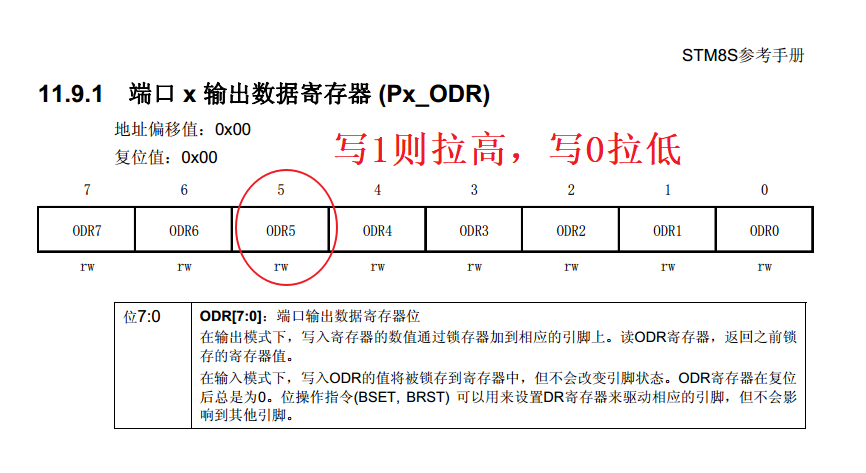 STM8S参考手册
11.9.1 端口 x 输出数据寄存器 (Px_ODR)
地址偏移值：0x00
复位值：0x00
写1则拉高，写0拉低
7 6 5 4 3 2 1 0
ODR7 ODR6 ODR5 ODR4 ODR3 ODR2 ODR1 ODR0
rw rw rw rw rw rw rw rw
位7:0 ODR[7:0]：端口输出数据寄存器位
在输出模式下，写入寄存器的数值通过锁存器加到相应的引脚上。读ODR寄存器，返回之前锁
存的寄存器值。
在输入模式下，写入ODR的值将被锁存到寄存器中，但不会改变引脚状态。ODR寄存器在复位
后总是为0。位操作指令(BSET, BRST) 可以用来设置DR寄存器来驱动相应的引脚，但不会影
响到其他引脚。